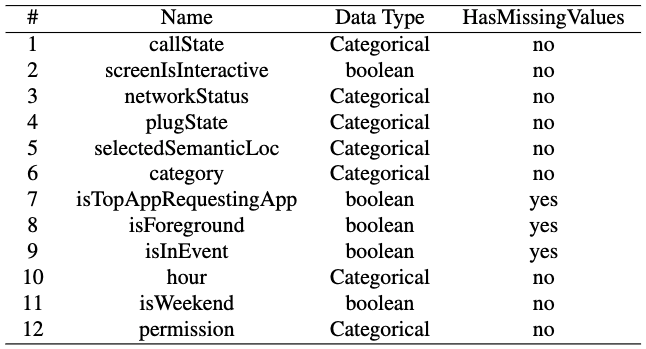 # Name Data Type HasMissingValues
1 callState Categorical no
2 screenIsInteractive boolean no
3 networkStatus Categorical no
4 plugState Categorical no
5 selectedSemanticLoc Categorical no
6 category Categorical no
7 isTopAppRequestingApp boolean yes
8 isForeground boolean yes
9 isInEvent boolean yes
10 hour Categorical no
11 isWeekend boolean no
12 permission Categorical no